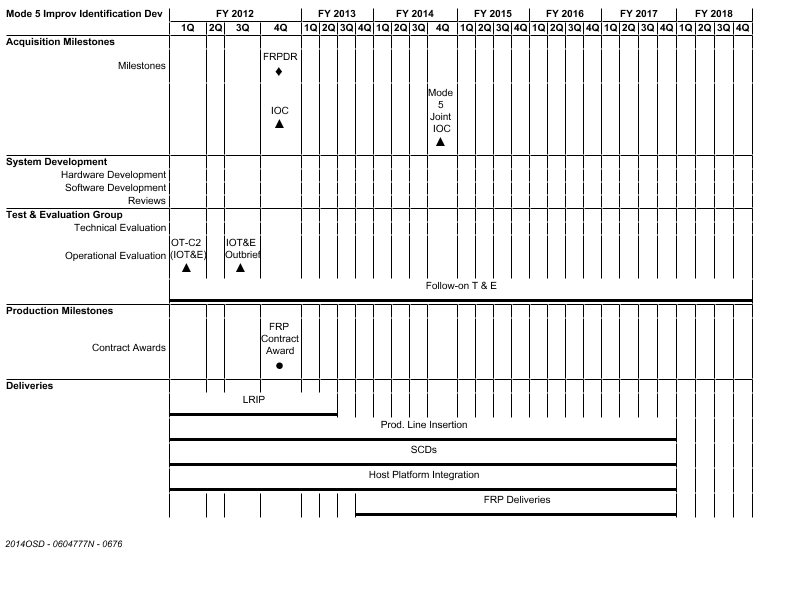 Mode 5 Improv Identification Dev FY 2012 FY 2013 FY 2014 FY 2015 FY 2016 FY 2017 FY 2018
1Q 2Q 3Q 4Q 1Q 2Q 3Q 4Q 1Q 2Q 3Q 4Q 1Q 2Q 3Q 4Q 1Q 2Q 3Q 4Q 1Q 2Q 3Q 4Q 1Q 2Q 3Q 4Q
Acquisition Milestones
FRPDR
Milestones
Mode
5
IOC
Joint
IOC
System Development
Hardware Development
Software Development
Reviews
Test & Evaluation Group
Technical Evaluation
OT-C2 IOT&E
Operational Evaluation (IOT&E) Outbrief
Follow-on T & E
Production Milestones
FRP
Contract
Contract Awards Award
Deliveries
LRIP
Prod. Line Insertion
SCDs
Host Platform Integration
FRP Deliveries
2014OSD - 0604777N - 0676